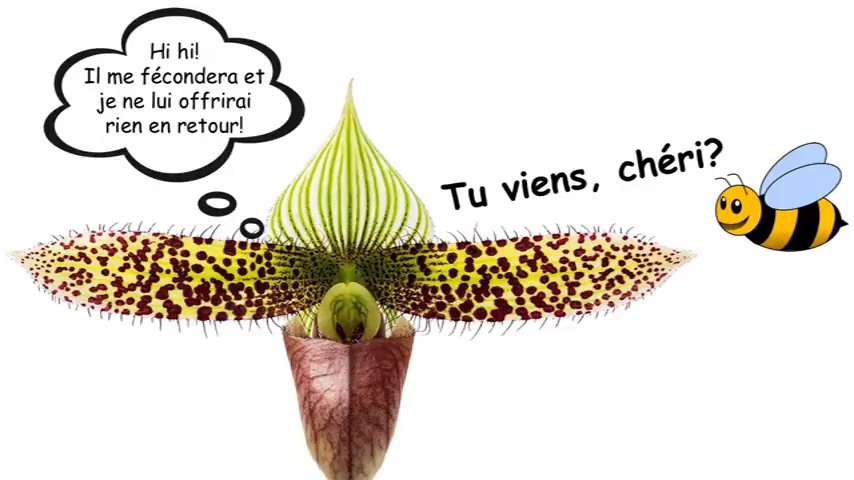 Hi hi!
Il me fécondera et
je ne lui offrirai
rien en retour!
Tu viens, chéri?